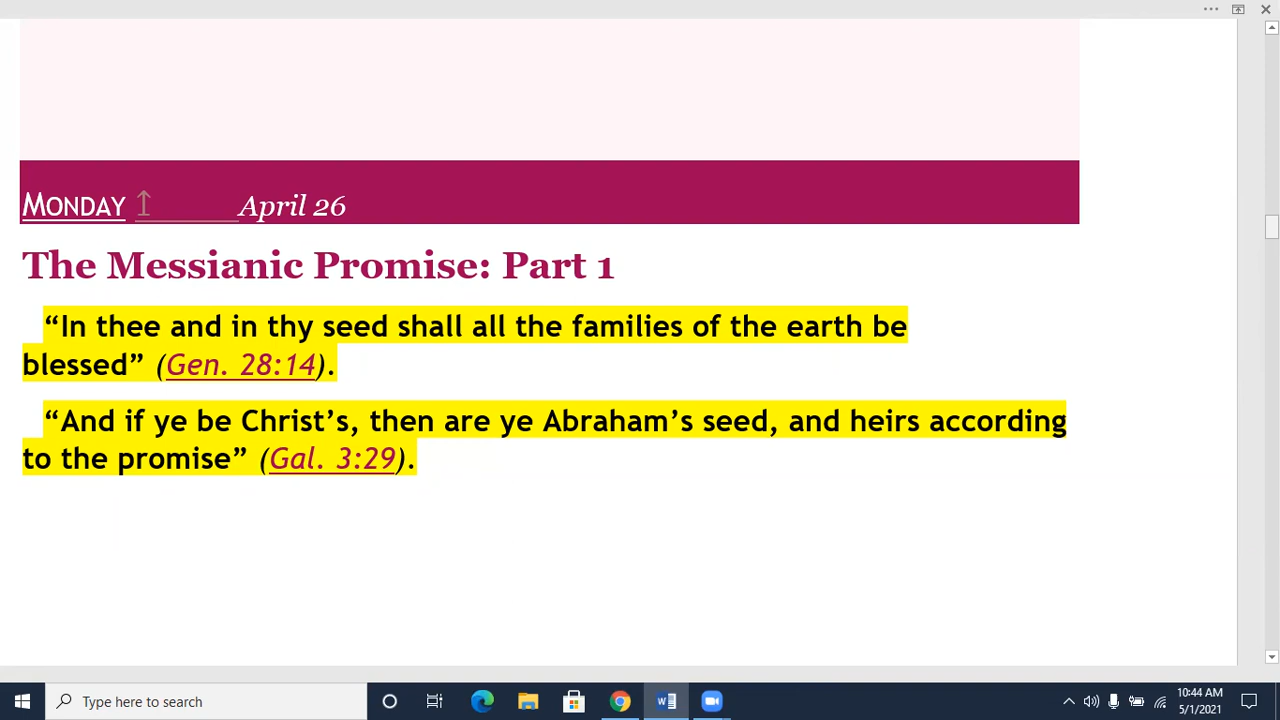 MONDAY ↑ April 26
The Messianic Promise: Part 1
“In thee and in thy seed shall all the families of the earth be
blessed” (Gen. 28:14).
“And if ye be Christ’s, then are ye Abraham’s seed, and heirs according
to the promise” (Gal. 3:29).
Type here to search
10:44 AM
5/1/2021